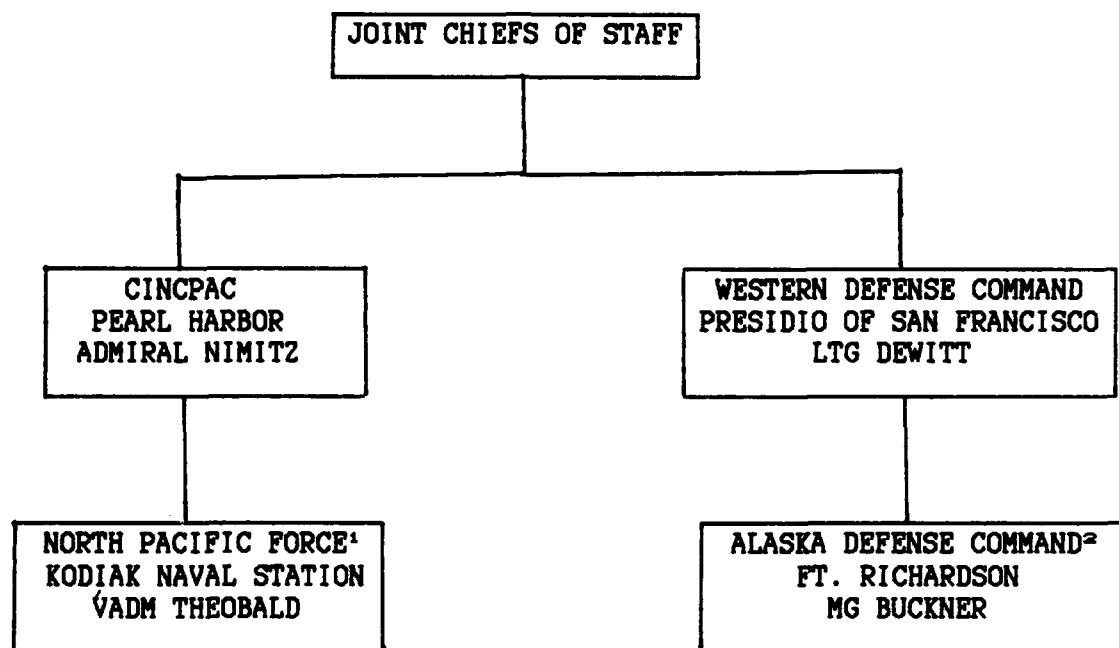 JOINT CHIEFS OF STAFF
CINCPAC
PEARL HARBOR
ADMIRAL NIMITZ
WESTERN DEFENSE COMMAND
PRESIDIO OF SAN FRANCISCO
LTG DEWITT
NORTH PACIFIC FORCE¹
KODIAK NAVAL STATION
VADM THEOBALD
ALASKA DEFENSE COMMAND²
FT. RICHARDSON
MG BUCKNER